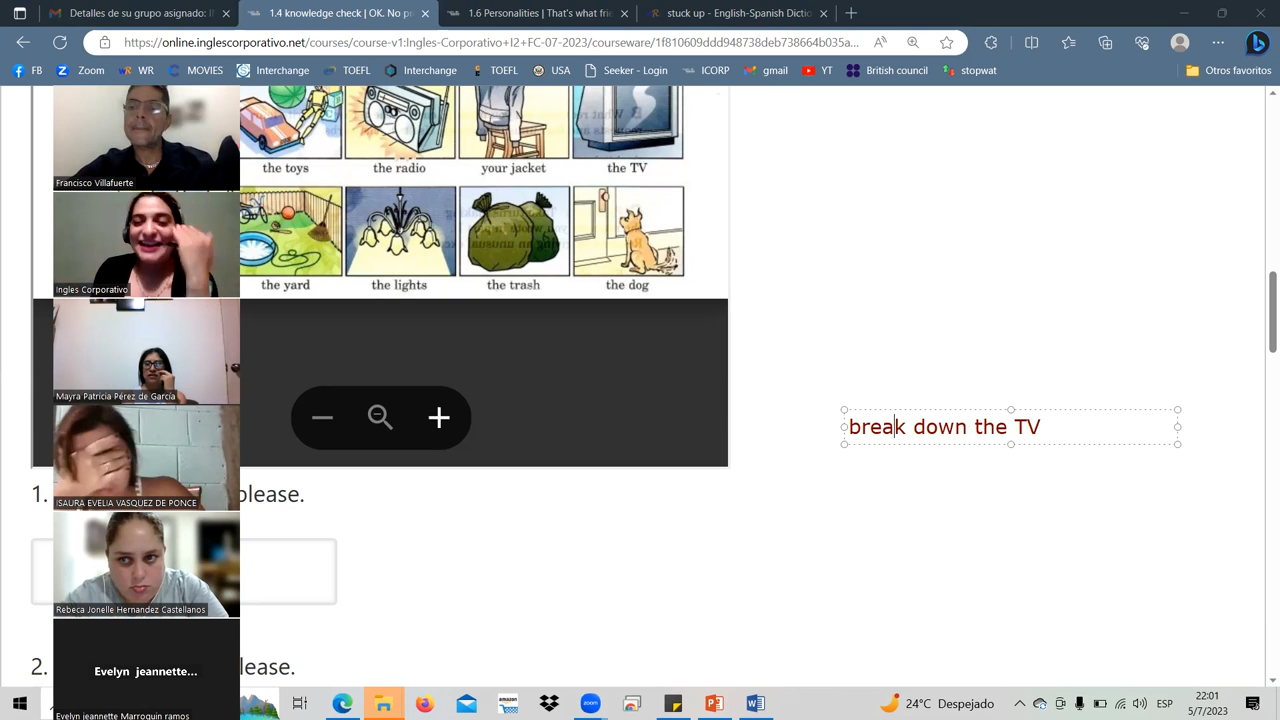 Dosier de su grupo asignado: I
1.4 knowledge check | OK. No pr
1.6 Personalities | That's what frie
stuck up - English-Spanish Dictio
https://online.inglescorporativo.net/courses/course-v1:Ingles-Corporativo+I2+FC-07-2023/courseware/1f810609ddd948738deb738664b035a...
FB
Zoom
WR
MOVIES
Interchange
TOEFL
Interchange
TOEFL
USA
Seeker - Login
ICORP
gmail
YT
British council
stopwat
Otros favoritos
the toys
the radio
your jacket
the TV
Francisco Villafuerte
the yard
the lights
the trash
the dog
Ingles Corporativo
Mayra Patricia Pérez de García
break down the TV
ISAURA EVELIA VASQUEZ DE PONCE
1. please.
Rebeca Jonelle Hernandez Castellanos
Evelyn jeannette...
2. lease.
Evelyn jeannette Marroquin ramos
24°C Despejado
ESP
22:01
5/7/2023